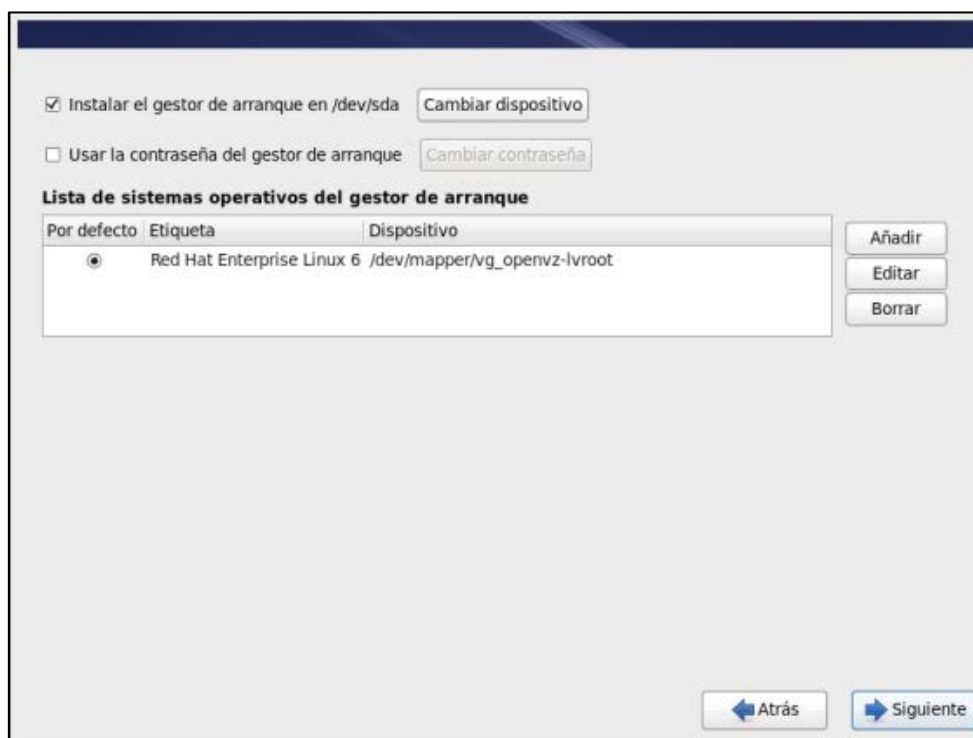 Instalar el gestor de arranque en /dev/sda Cambiar dispositivo
Usar la contraseña del gestor de arranque Cambiar contraseña
Lista de sistemas operativos del gestor de arranque
Por defecto Etiqueta Dispositivo
Red Hat Enterprise Linux 6 /dev/mapper/vg_openvz-lvroot
Añadir
Editar
Borrar
Atrás Siguiente